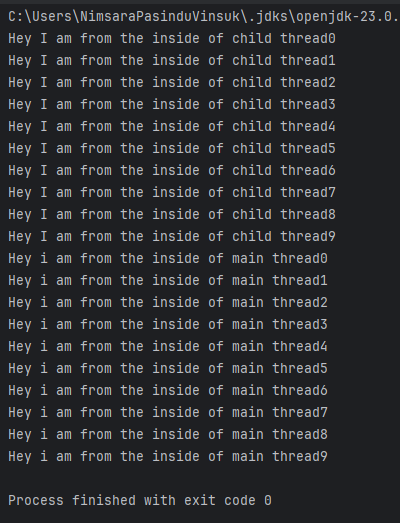 C:\Users\NimsaraPasinduVinsuk\.jdks\openjdk-23.0.
Hey I am from the inside of child thread0
Hey I am from the inside of child thread1
Hey I am from the inside of child thread2
Hey I am from the inside of child thread3
Hey I am from the inside of child thread4
Hey I am from the inside of child thread5
Hey I am from the inside of child thread6
Hey I am from the inside of child thread7
Hey I am from the inside of child thread8
Hey I am from the inside of child thread9
Hey i am from the inside of main thread0
Hey i am from the inside of main thread1
Hey i am from the inside of main thread2
Hey i am from the inside of main thread3
Hey i am from the inside of main thread4
Hey i am from the inside of main thread5
Hey i am from the inside of main thread6
Hey i am from the inside of main thread7
Hey i am from the inside of main thread8
Hey i am from the inside of main thread9
Process finished with exit code 0